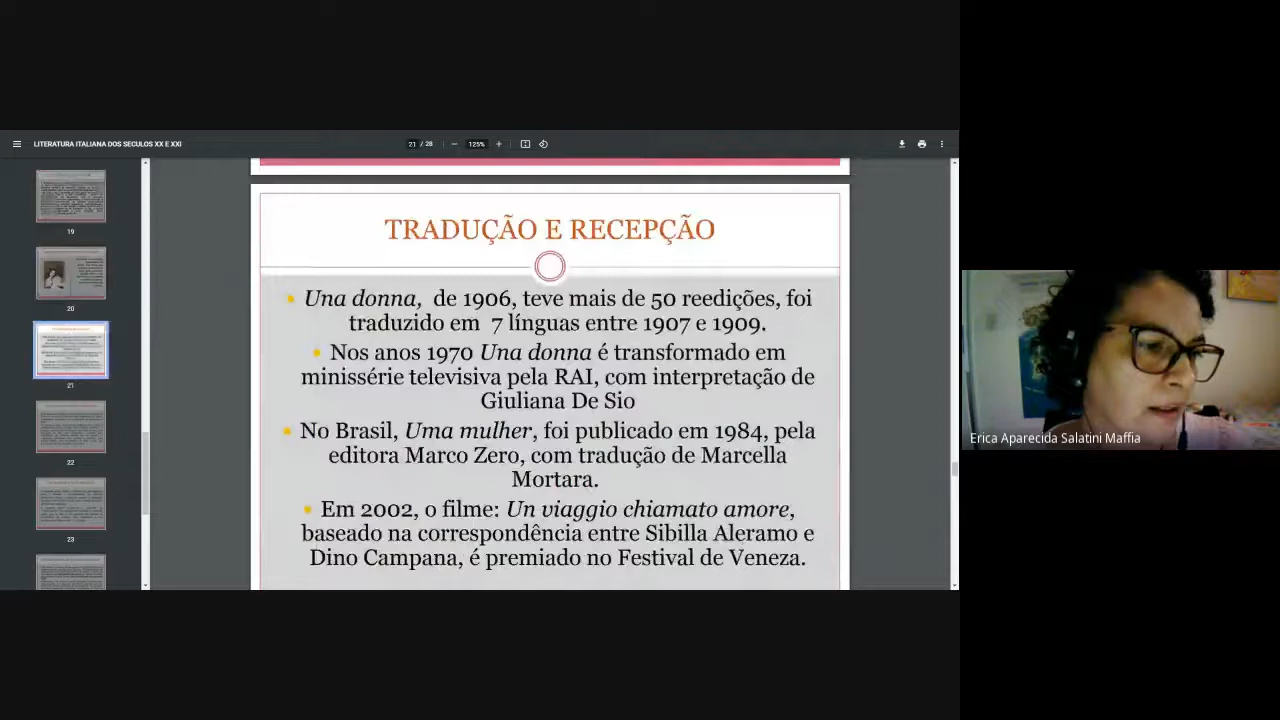 LITERATURA ITALIANA DOS SECULOS XX E XXI
21 / 28
125%
19
20
21
22
23
TRADUÇÃO E RECEPÇÃO
Una donna, de 1906, teve mais de 50 reedições, foi
traduzido em 7 línguas entre 1907 e 1909.
Nos anos 1970 Una donna é transformado em
minissérie televisiva pela RAI, com interpretação de
Giuliana De Sio
No Brasil, Uma mulher, foi publicado em 1984, pela
editora Marco Zero, com tradução de Marcella
Mortara.
Em 2002, o filme: Un viaggio chiamato amore,
baseado na correspondência entre Sibilla Aleramo e
Dino Campana, é premiado no Festival de Veneza.
Erica Aparecida Salatini Maffia